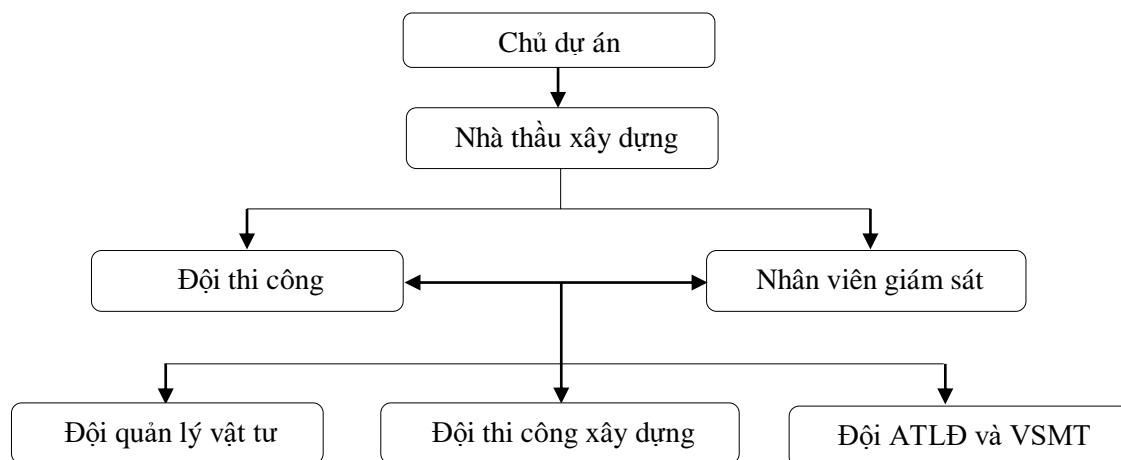 Chủ dự án
Nhà thầu xây dựng
Đội thi công
Nhân viên giám sát
Đội quản lý vật tư
Đội thi công xây dựng
Đội ATLĐ và VSMT